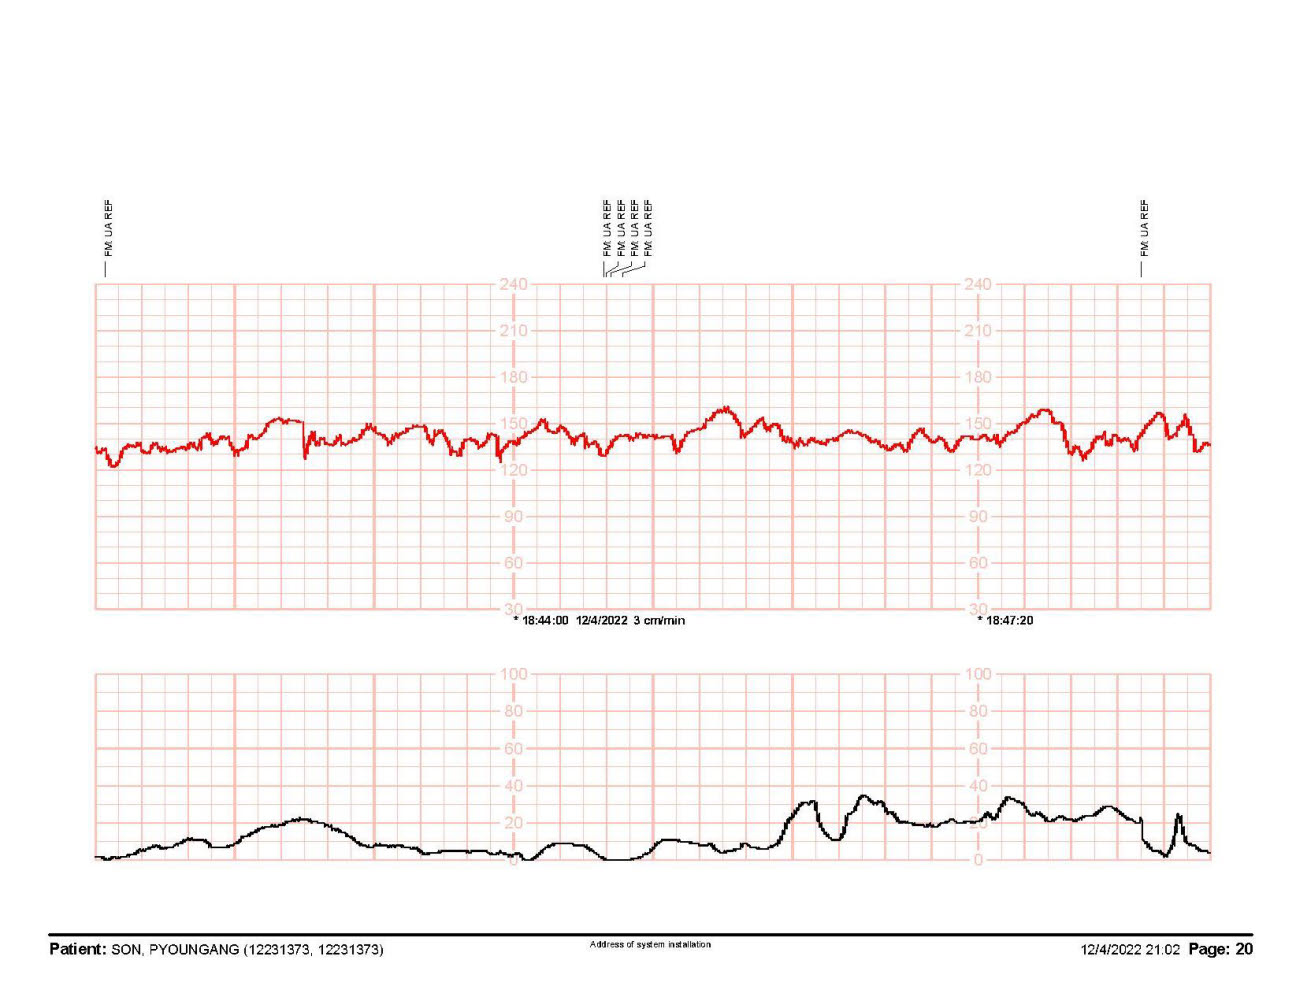 FM: UA REF
FM: UA REF
FM: UA REF
FM: UA REF
FM: UA REF
FM: UA REF
240 240
210 210
180 180
150 150
120 120
90 90
60 60
30 30
* 18:44:00 12/4/2022 3 cm/min * 18:47:20
100 100
80 80
60 60
40 40
20 20
0 0
Patient: SON, PYOUNGANG (12231373, 12231373) Address of system installation 12/4/2022 21:02 Page: 20